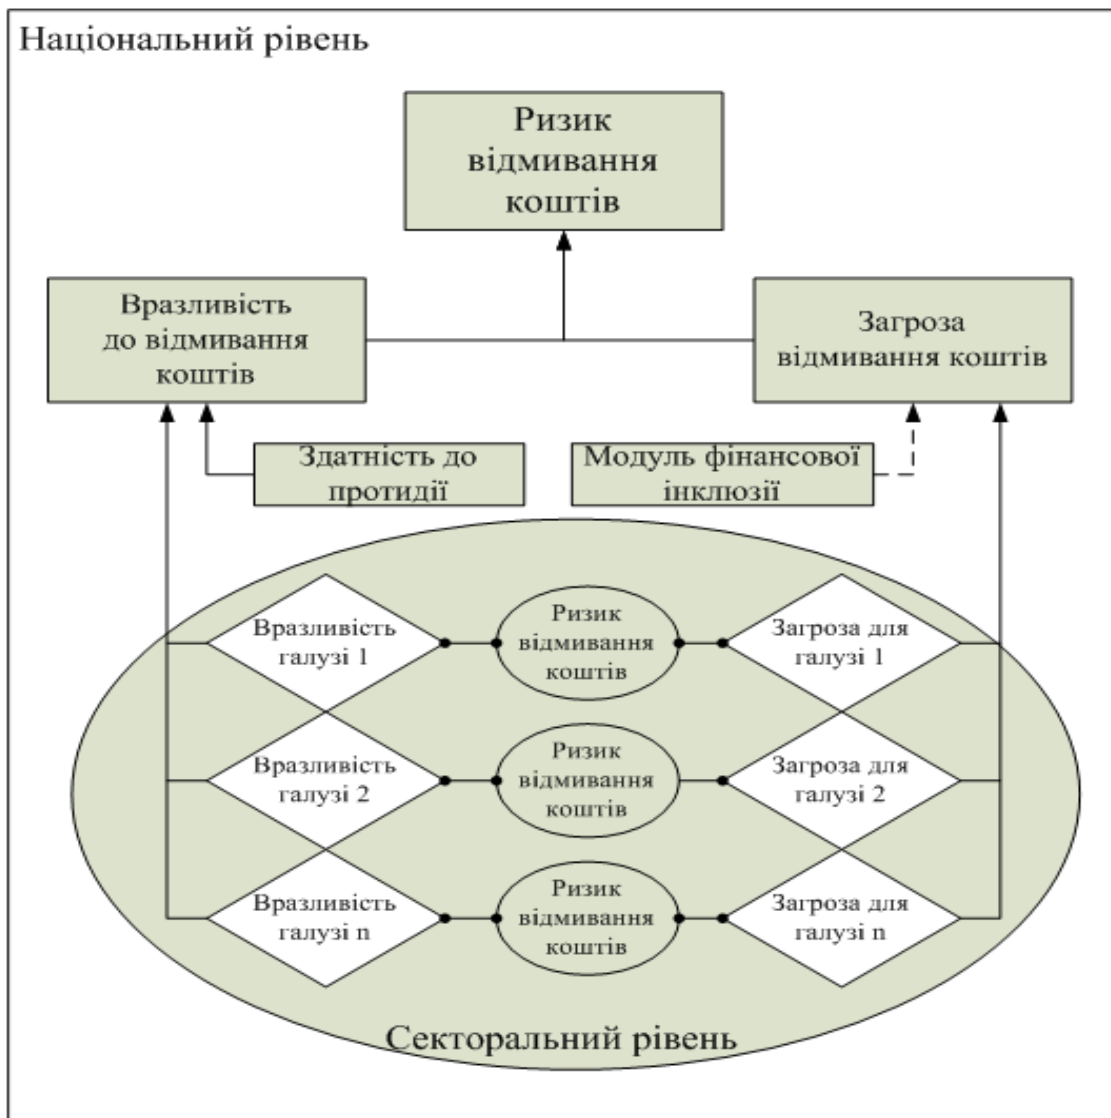 Національний рівень
Ризик
відмивання
коштів
Вразливість
до відмивання
коштів
Загроза
відмивання коштів
Здатність до
протидії
Модуль фінансової
інклюзії
Вразливість
галузі 1
Ризик
відмивання
коштів
Загроза для
галузі 1
Вразливість
галузі 2
Ризик
відмивання
коштів
Загроза для
галузі 2
Вразливість
галузі n
Ризик
відмивання
коштів
Загроза для
галузі n
Секторальний рівень